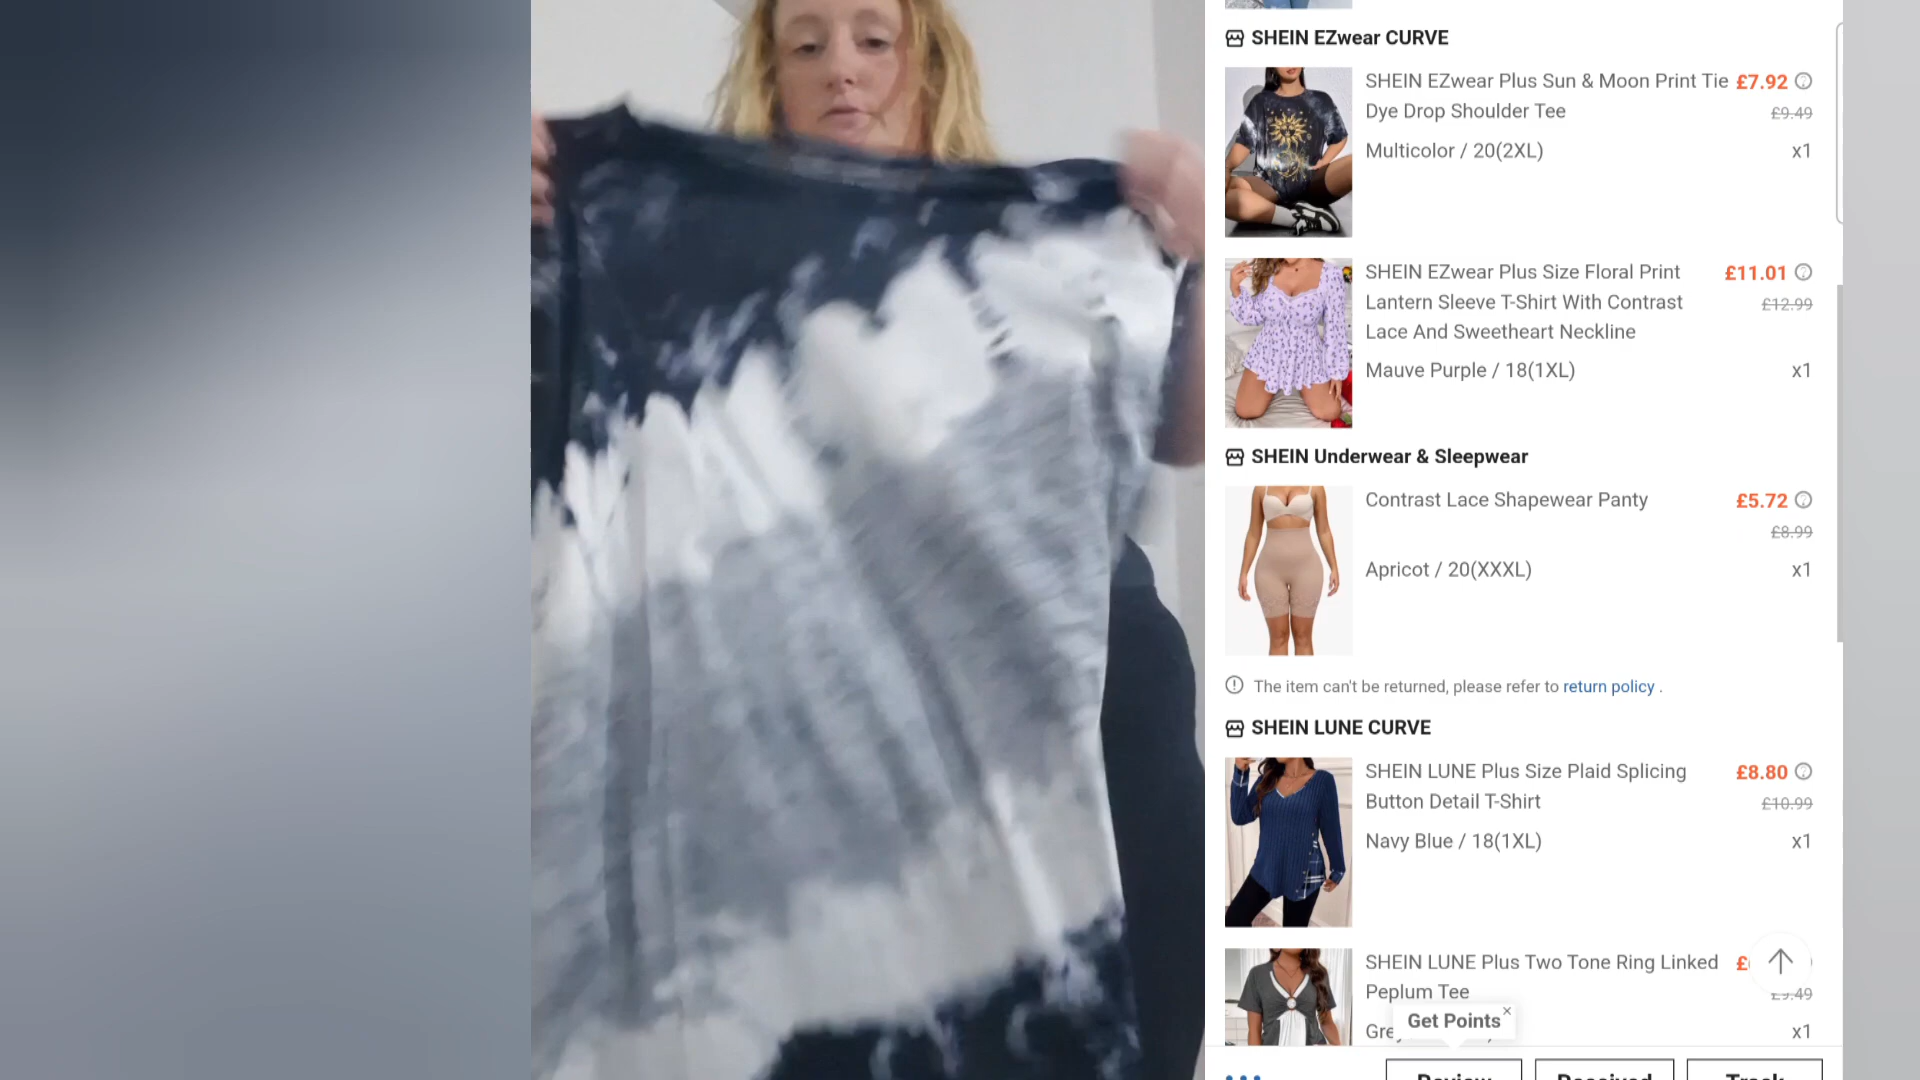 SHEIN EZwear CURVE
SHEIN EZwear Plus Sun & Moon Print Tie £7.92
Dye Drop Shoulder Tee £9.49
Multicolor / 20(2XL) x1
SHEIN EZwear Plus Size Floral Print £11.01
Lantern Sleeve T-Shirt With Contrast £12.99
Lace And Sweetheart Neckline
Mauve Purple / 18(1XL) x1
SHEIN Underwear & Sleepwear
Contrast Lace Shapewear Panty £5.72
£8.99
Apricot / 20(XXXL) x1
The item can't be returned, please refer to return policy .
SHEIN LUNE CURVE
SHEIN LUNE Plus Size Plaid Splicing £8.80
Button Detail T-Shirt £10.99
Navy Blue / 18(1XL) x1
SHEIN LUNE Plus Two Tone Ring Linked £
Peplum Tee £9.49
Get Points
x1
Review Received Track